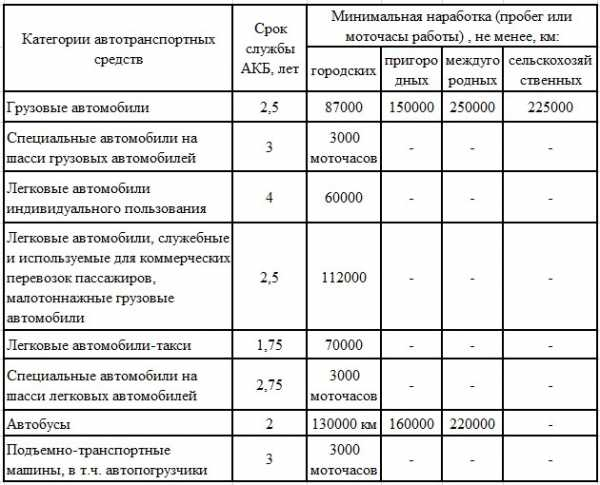 Категории автотранспортных
средств
Срок
службы
АКБ, лет
Минимальная наработка (пробег или
моточасы работы) , не менее, км:
городских
пригоро
дных
междуго
родных
сельскохозяй
ственных
Грузовые автомобили 2,5 87000 150000 250000 225000
Специальные автомобили на
шасси грузовых автомобилей
3
3000
моточасов
- - -
Легковые автомобили
индивидуального пользования
4 60000 - - -
Легковые автомобили, служебные
и используемые для коммерческих
перевозок пассажиров,
малотоннажные грузовые
автомобили
2,5 112000 - - -
Легковые автомобили-такси 1,75 70000 - - -
Специальные автомобили на
шасси легковых автомобилей
2,75
3000
моточасов
- - -
Автобусы 2 130000 км 160000 220000 -
Подъемно-транспортные
машины, в т.ч. автопогрузчики
3
3000
моточасов
- - -